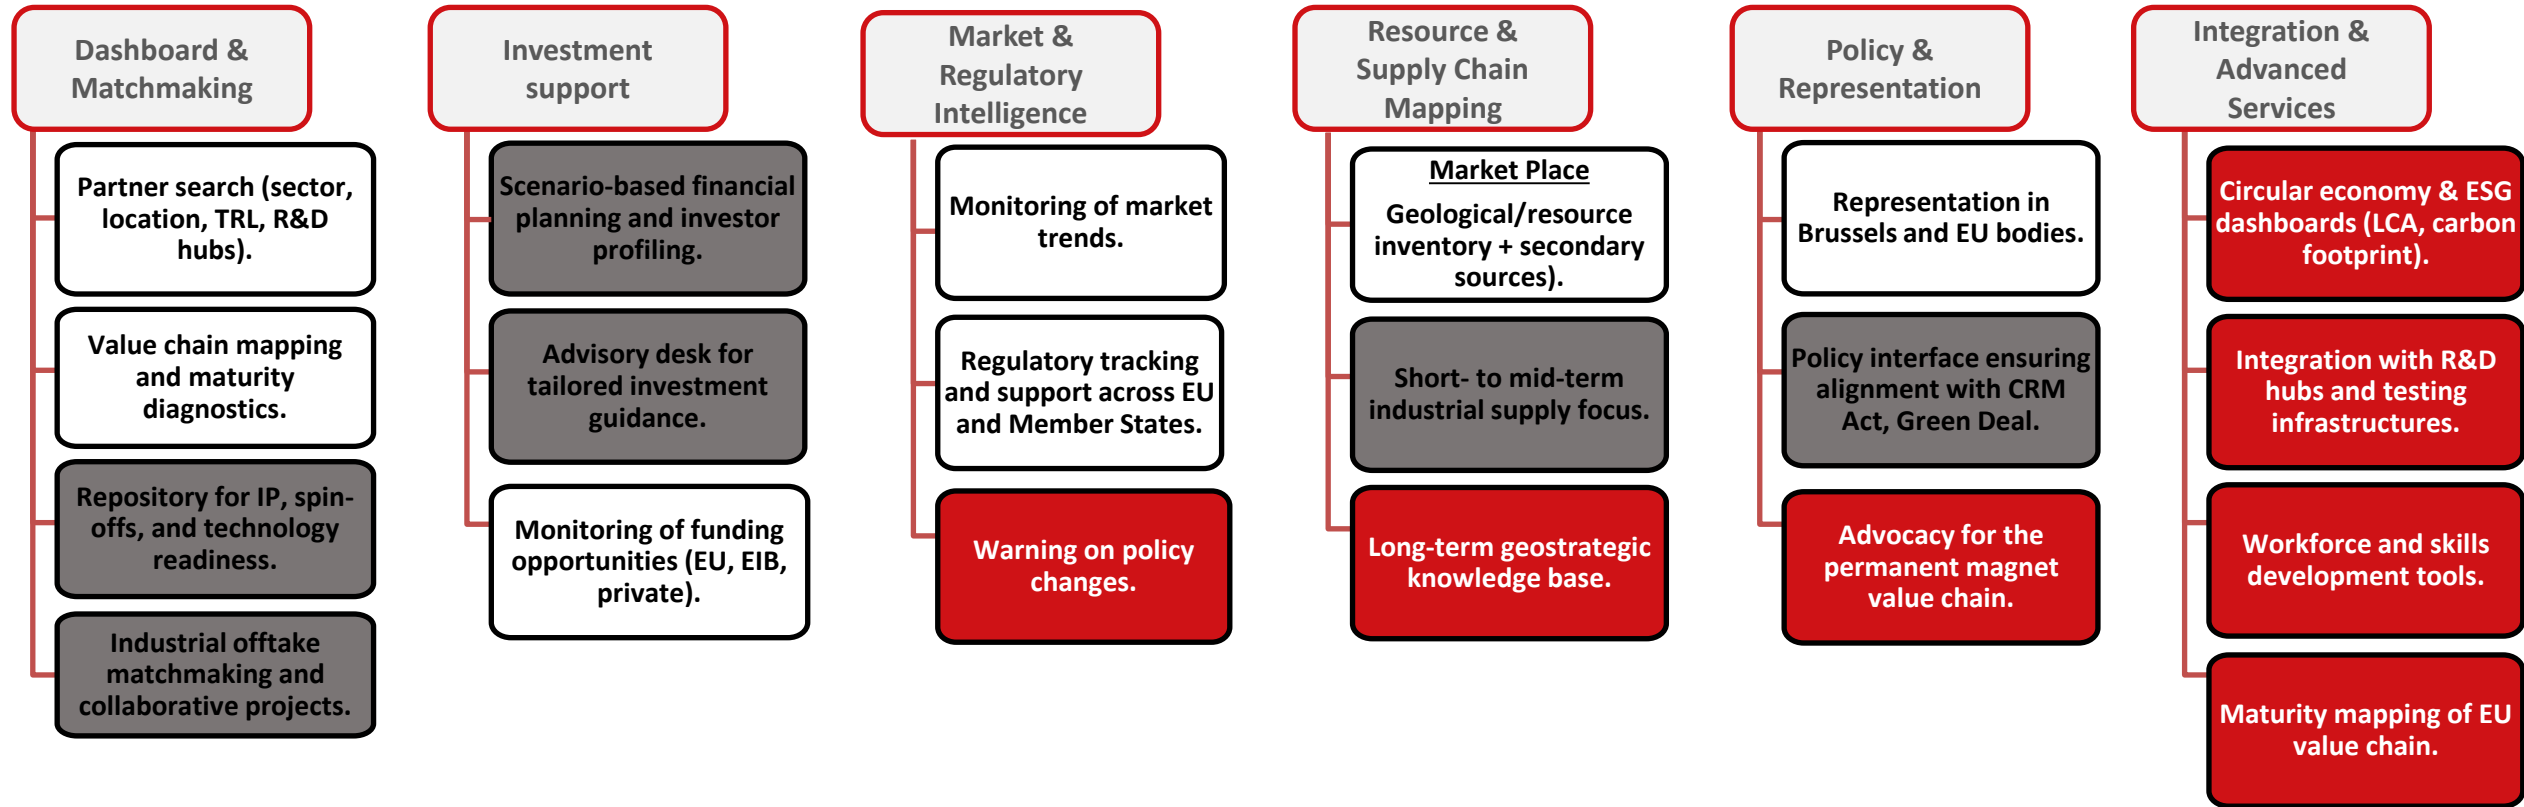 Dashboard &
Matchmaking
Partner search (sector,
location, TRL, R&D
hubs).
Value chain mapping
and maturity
diagnostics.
Repository for IP, spin-
offs, and technology
readiness.
Industrial offtake
matchmaking and
collaborative projects.
Investment
support
Scenario-based financial
planning and investor
profiling.
Advisory desk for
tailored investment
guidance.
Monitoring of funding
opportunities (EU, EIB,
private).
Market &
Regulatory
Intelligence
Monitoring of market
trends.
Regulatory tracking
and support across EU
and Member States.
Warning on policy
changes.
Resource &
Supply Chain
Mapping
Market Place
Geological/resource
inventory + secondary
sources).
Short- to mid-term
industrial supply focus.
Long-term geostrategic
knowledge base.
Policy &
Representation
Representation in
Brussels and EU bodies.
Policy interface ensuring
alignment with CRM
Act, Green Deal.
Advocacy for the
permanent magnet
value chain.
Integration &
Advanced
Services
Circular economy & ESG
dashboards (LCA, carbon
footprint).
Integration with R&D
hubs and testing
infrastructures.
Workforce and skills
development tools.
Maturity mapping of EU
value chain.